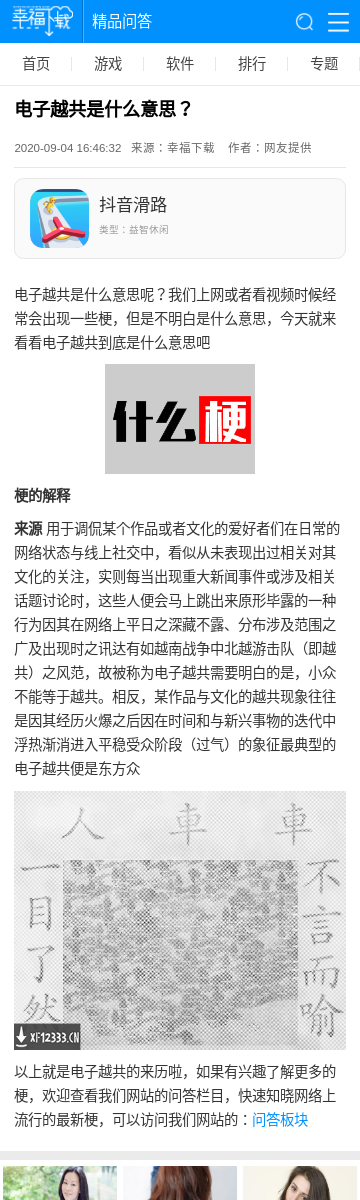 幸福下载
精品问答
首页 游戏 软件 排行 专题
电子越共是什么意思？
2020-09-04 16:46:32 来源：幸福下载 作者：网友提供
抖音滑路
类型：益智休闲
电子越共是什么意思呢？我们上网或者看视频时候经
常会出现一些梗，但是不明白是什么意思，今天就来
看看电子越共到底是什么意思吧
什么梗
梗的解释
来源 用于调侃某个作品或者文化的爱好者们在日常的
网络状态与线上社交中，看似从未表现出过相关对其
文化的关注，实则每当出现重大新闻事件或涉及相关
话题讨论时，这些人便会马上跳出来原形毕露的一种
行为因其在网络上平日之深藏不露、分布涉及范围之
广及出现时之讯达有如越南战争中北越游击队（即越
共）之风范，故被称为电子越共需要明白的是，小众
不能等于越共。相反，某作品与文化的越共现象往往
是因其经历火爆之后因在时间和与新兴事物的迭代中
浮热渐消进入平稳受众阶段（过气）的象征最典型的
电子越共便是东方众
人 車 車
一目了然
不言而喻
XF12333.CN
以上就是电子越共的来历啦，如果有兴趣了解更多的
梗，欢迎查看我们网站的问答栏目，快速知晓网络上
流行的最新梗，可以访问我们网站的：问答板块